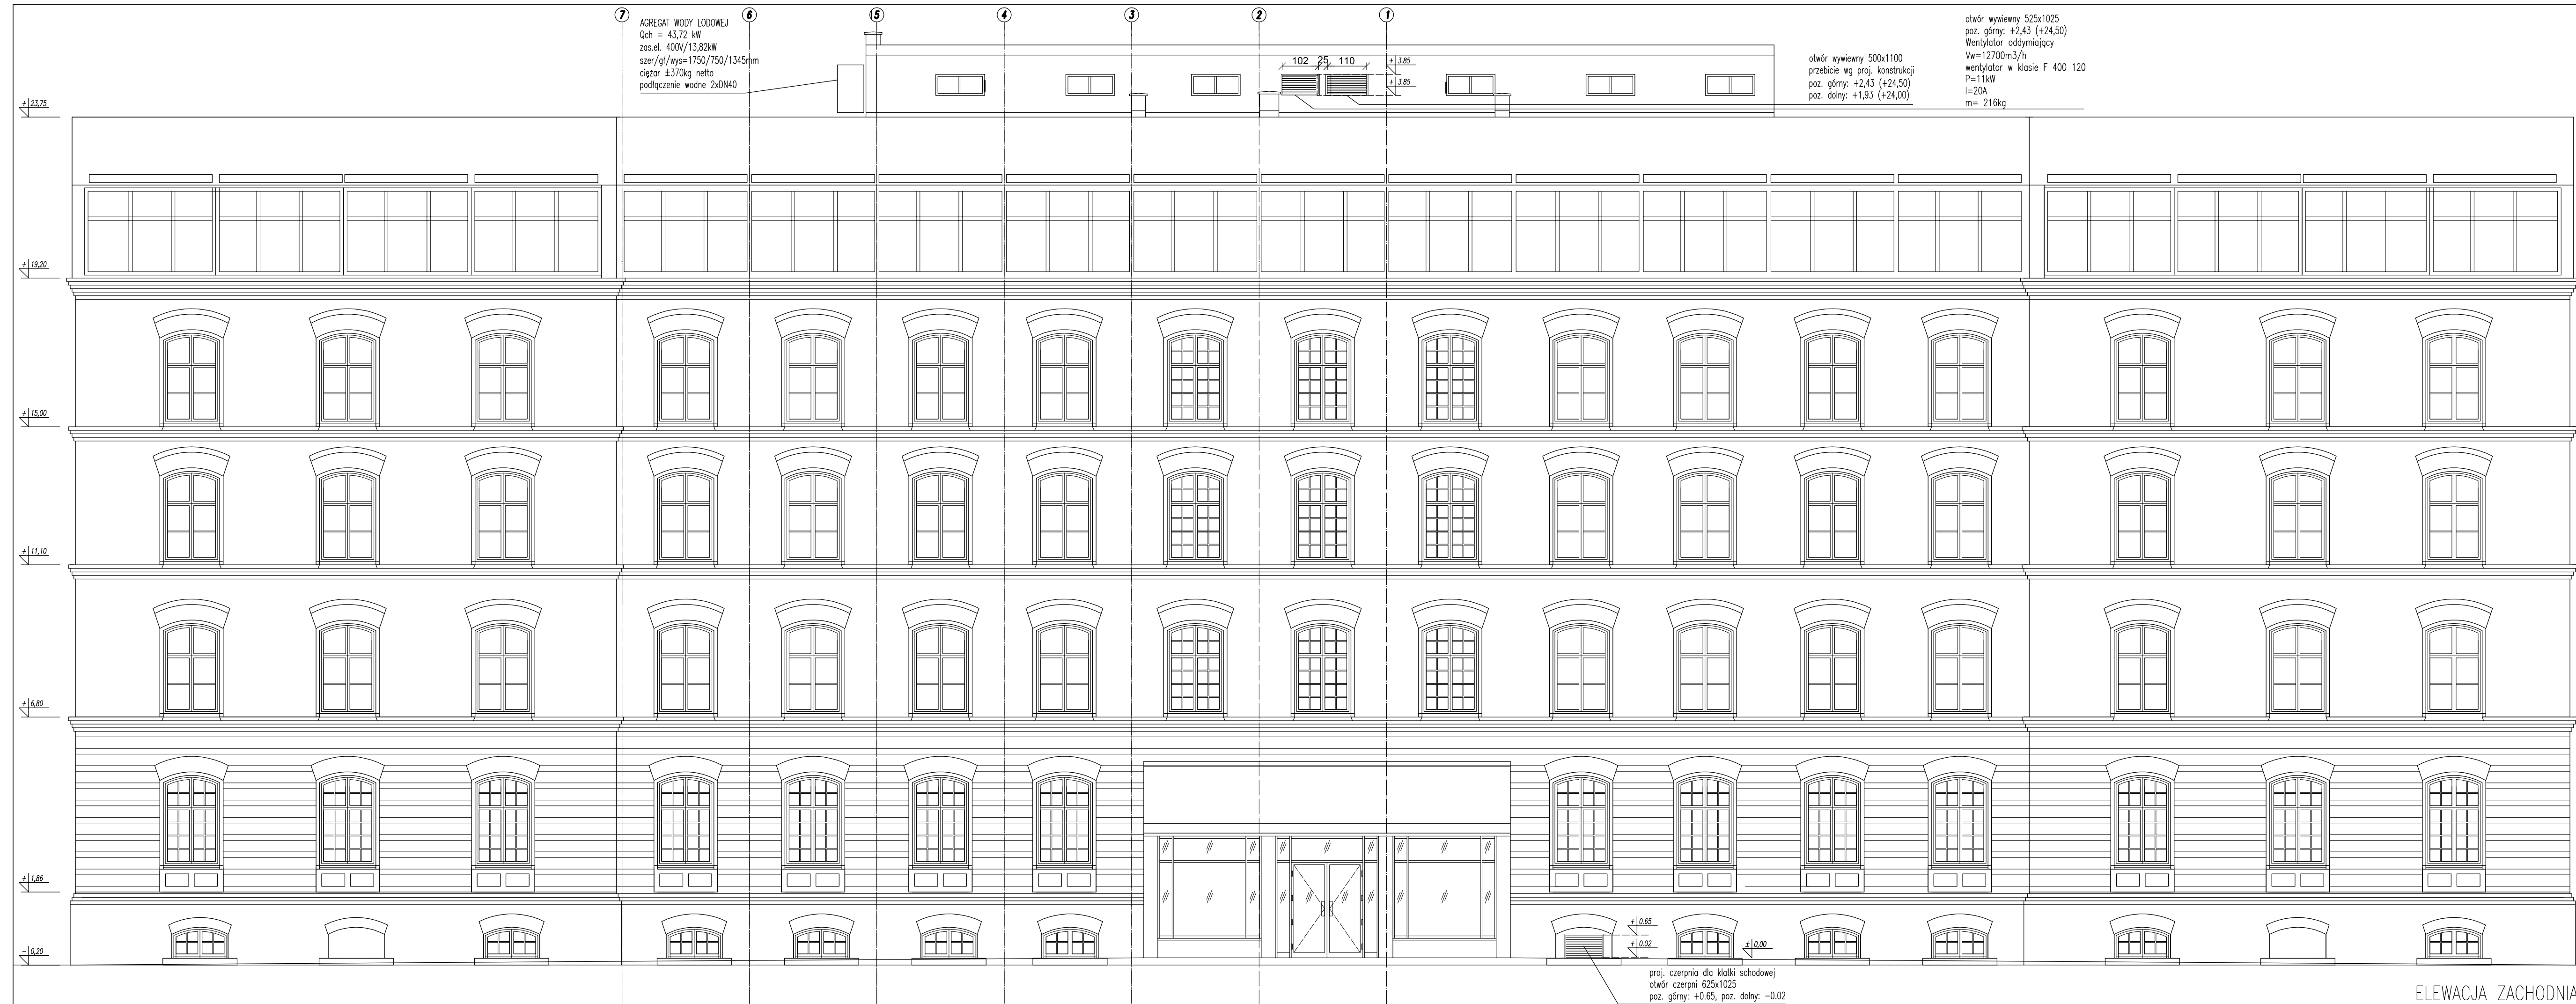 7
6
5
4
3
2
1
AGREGAT WODY LODOWEJ
Qch = 43,72 kW
zas.el. 400V/13,82kW
szer/gł/wys=1750/750/1345mm
ciężar ±370kg netto
podłączenie wodne 2xDN40
102 25 110
+ 3.85
+ 3.85
otwór wywiewny 500x1100
przebicie wg proj. konstrukcji
poz. górny: +2,43 (+24,50)
poz. dolny: +1,93 (+24,00)
otwór wywiewny 525x1025
poz. górny: +2,43 (+24,50)
Wentylator oddymiający
Vw=12700m3/h
wentylator w klasie F 400 120
P=11kW
I=20A
m= 216kg
+ 23,75
+ 19,20
+ 15,00
+ 11,10
+ 6,80
+ 1,86
- 0,20
+ 0.65
+ 0.02
± 0,00
proj. czerpnia dla klatki schodowej
otwór czerpni 625x1025
poz. górny: +0.65, poz. dolny: -0.02
ELEWACJA ZACHODNIA